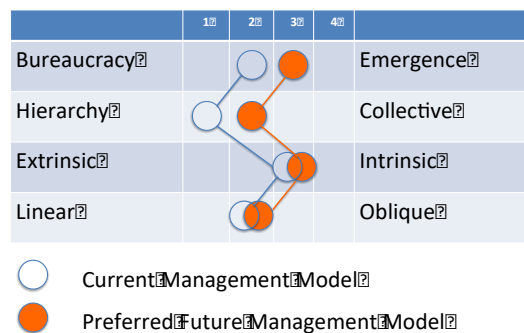 1⍰ 2⍰ 3⍰ 4⍰
Bureaucracy⍰ Emergence⍰
Hierarchy⍰ Collective⍰
Extrinsic⍰ Intrinsic⍰
Linear⍰ Oblique⍰
Current⍰Management⍰Model⍰
Preferred⍰Future⍰Management⍰Model⍰